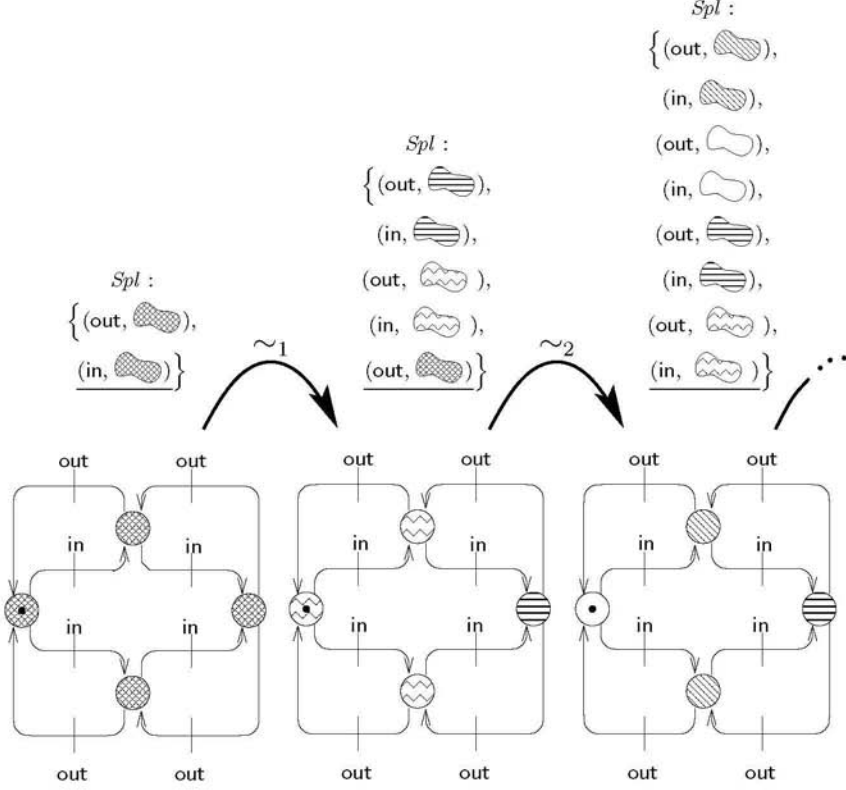 Spl :
{(out, ),
(in, )}
∼1
out out
in in
in in
out out
Spl :
{(out, ),
(in, ),
(out, ),
(in, ),
(out, )}
∼2
out out
in in
in in
out out
Spl :
{(out, ),
(in, ),
(out, ),
(in, ),
(out, ),
(in, ),
(out, ),
(in, )}
out out
in in
in in
out out